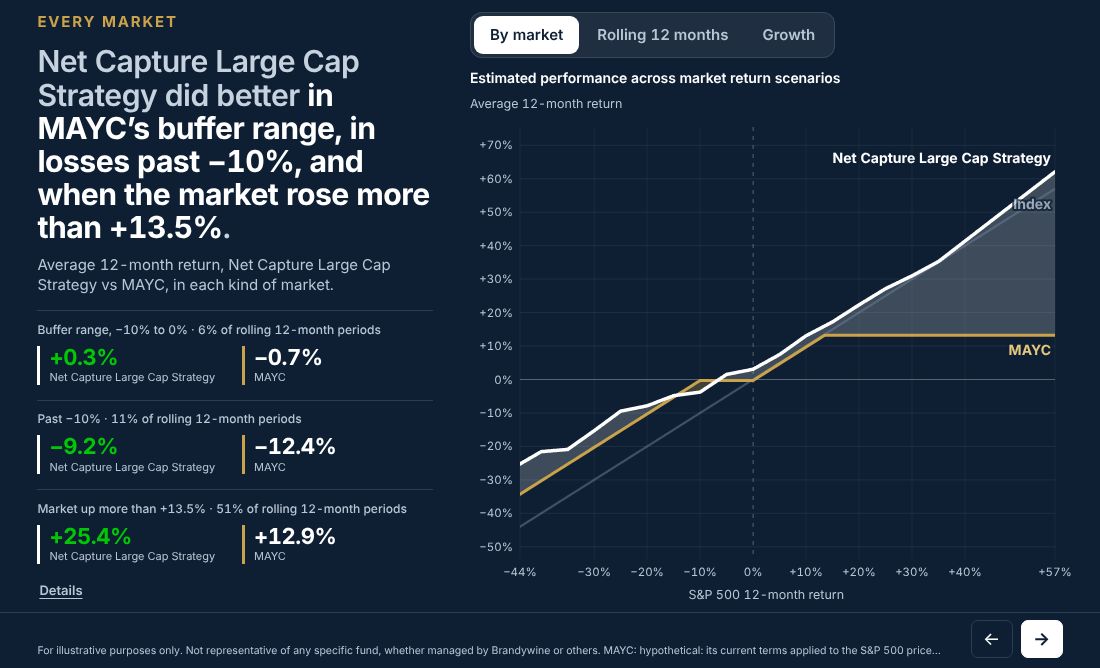 EVERY MARKET
Net Capture Large Cap
Strategy did better in
MAYC’s buffer range, in
losses past −10%, and
when the market rose more
than +13.5%.
Average 12-month return, Net Capture Large Cap
Strategy vs MAYC, in each kind of market.
Buffer range, −10% to 0% · 6% of rolling 12-month periods
+0.3%
Net Capture Large Cap Strategy
−0.7%
MAYC
Past −10% · 11% of rolling 12-month periods
−9.2%
Net Capture Large Cap Strategy
−12.4%
MAYC
Market up more than +13.5% · 51% of rolling 12-month periods
+25.4%
Net Capture Large Cap Strategy
+12.9%
MAYC
Details
By market
Rolling 12 months
Growth
Estimated performance across market return scenarios
Average 12-month return
+70%
+60%
+50%
+40%
+30%
+20%
+10%
0%
−10%
−20%
−30%
−40%
−50%
Net Capture Large Cap Strategy
Index
MAYC
−44%
−30%
−20%
−10%
0%
+10%
+20%
+30%
+40%
+57%
S&P 500 12-month return
For illustrative purposes only. Not representative of any specific fund, whether managed by Brandywine or others. MAYC: hypothetical: its current terms applied to the S&P 500 price…
←
→